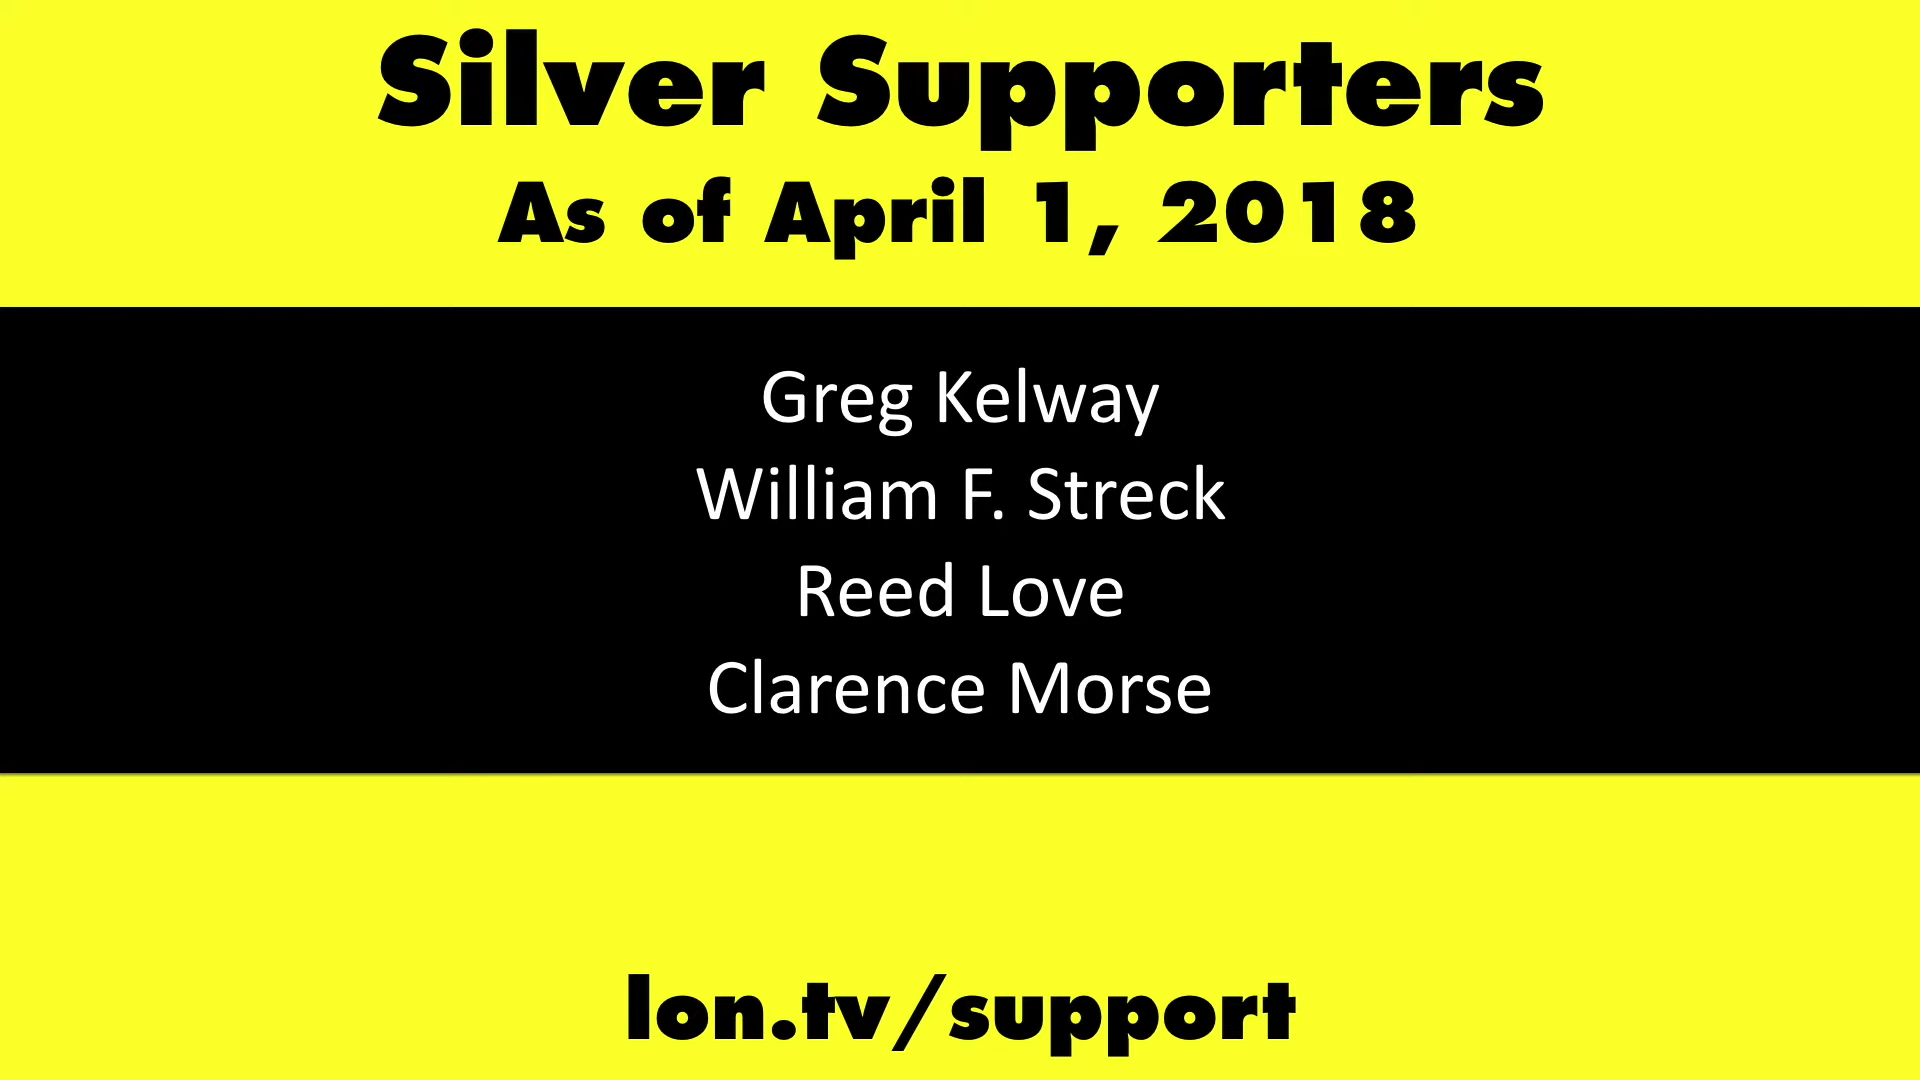 Silver Supporters
As of April 1, 2018
Greg Kelway
William F. Streck
Reed Love
Clarence Morse
lon.tv/support